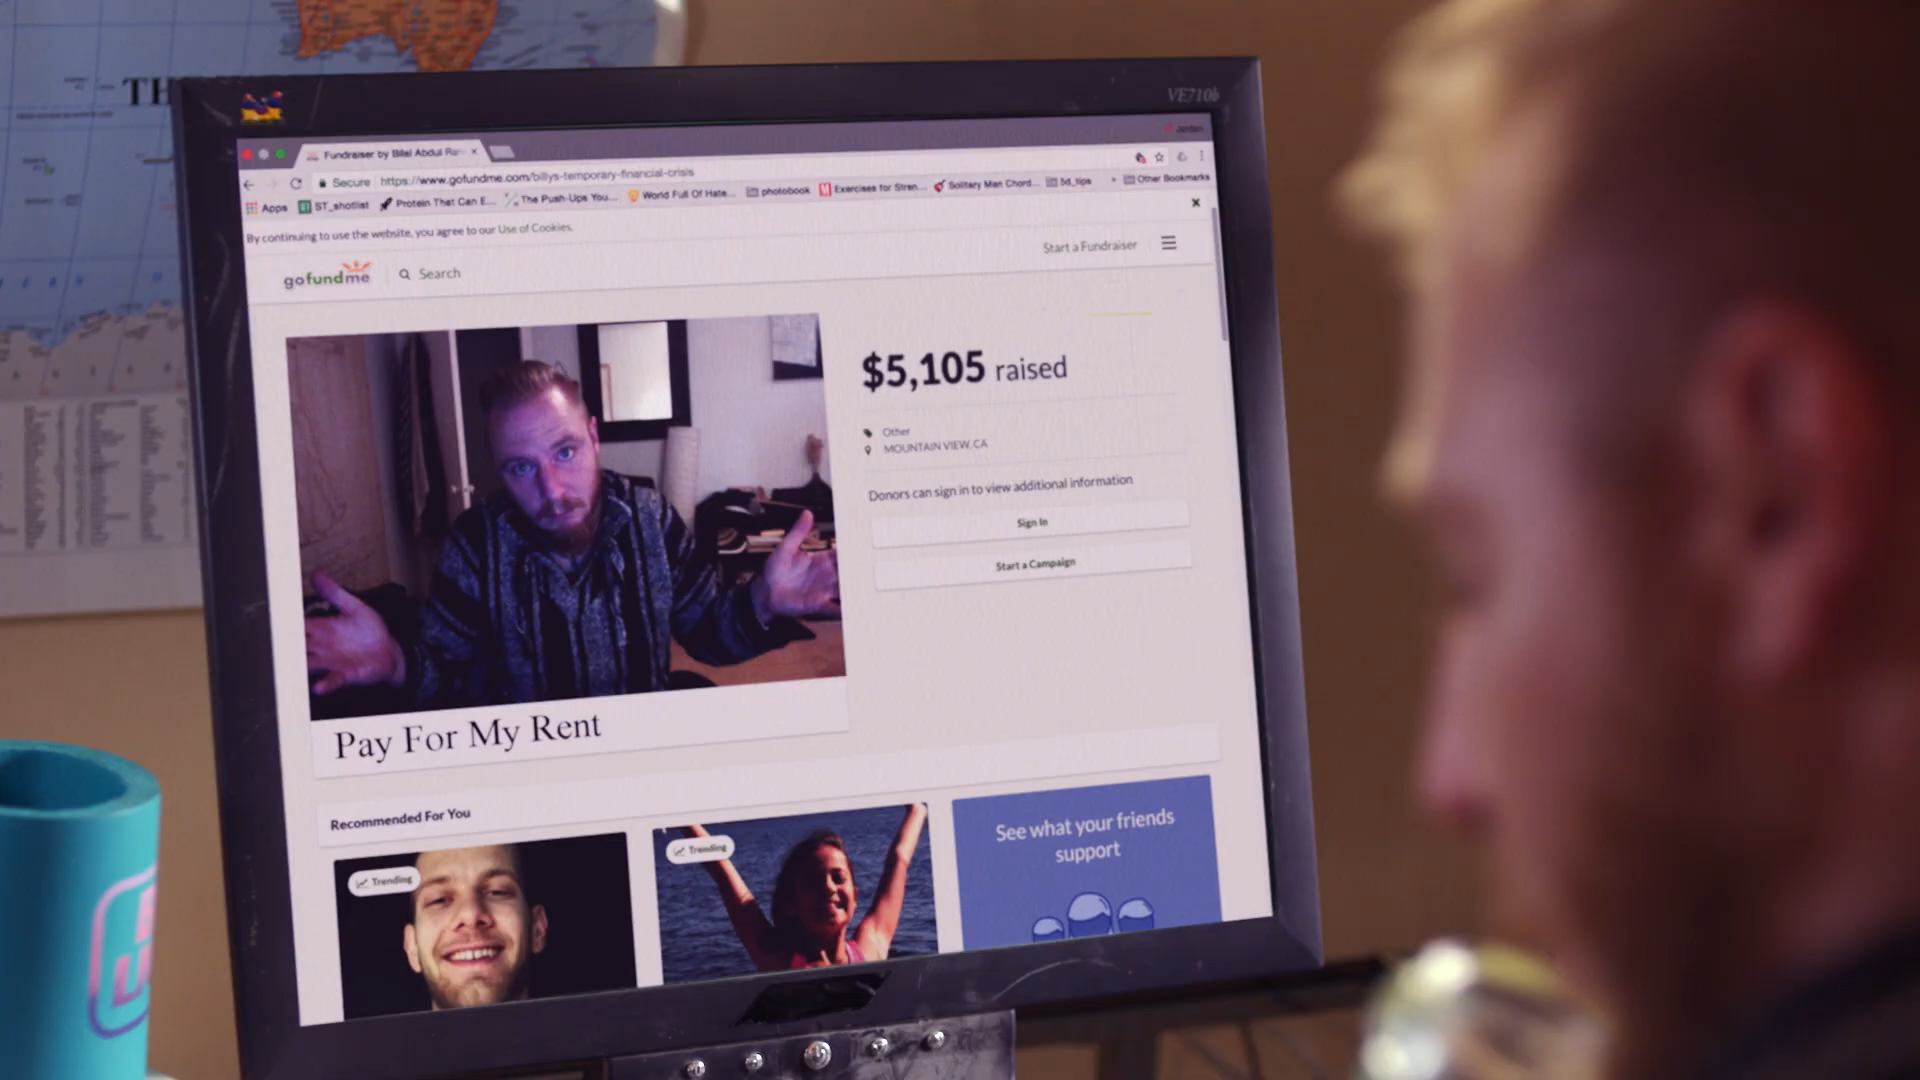 TH
VE710b
Jordan
Fundraiser by Bilal Abdul Ra
Secure https://www.gofundme.com/billys-temporary-financial-crisis
Apps ST_shotlist Protein That Can E... The Push-Ups You... World Full Of Hate... photobook Exercises for Stren... Solitary Man Chord... 5d_tips » Other Bookmarks
By continuing to use the website, you agree to our Use of Cookies.
gofundme Search Start a Fundraiser
$5,105 raised
Other
MOUNTAIN VIEW, CA
Donors can sign in to view additional information
Sign In
Start a Campaign
Pay For My Rent
Recommended For You
Trending
Trending
See what your friends
support